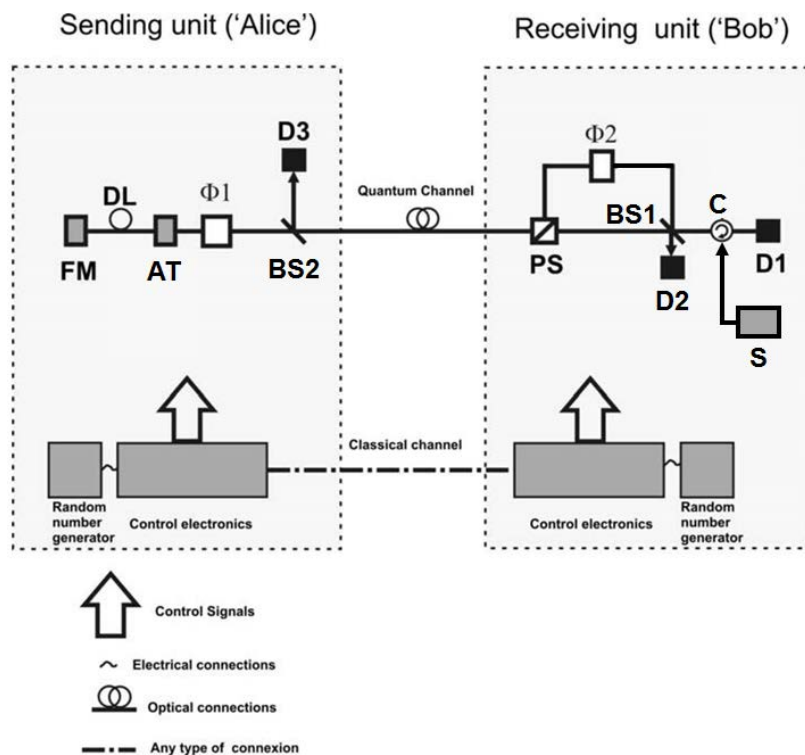 Sending unit ('Alice')
Receiving unit ('Bob')
D3
Φ1
DL
FM
AT
BS2
Quantum Channel
Φ2
BS1
C
PS
D2
D1
S
Classical channel
Random
number
generator
Control electronics
Control electronics
Random
number
generator
Control Signals
Electrical connections
Optical connections
Any type of connexion